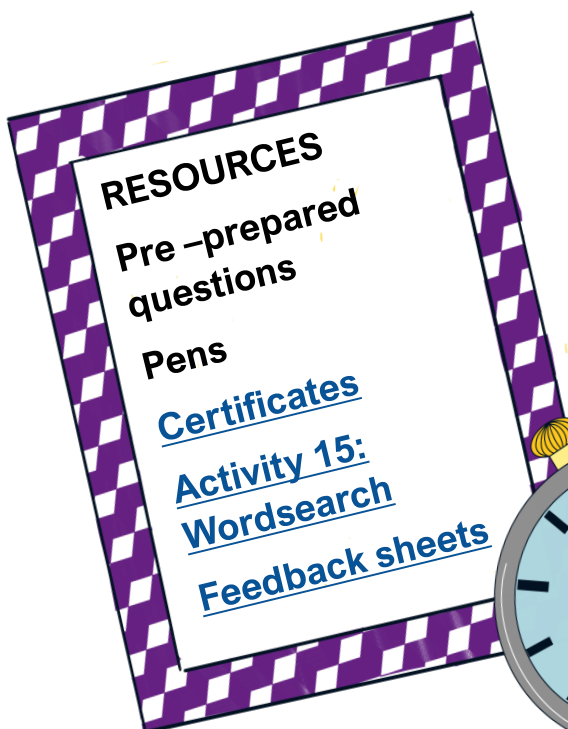 RESOURCES
Pre –prepared
questions
Pens
Certificates
Activity 15:
Wordsearch
Feedback sheets